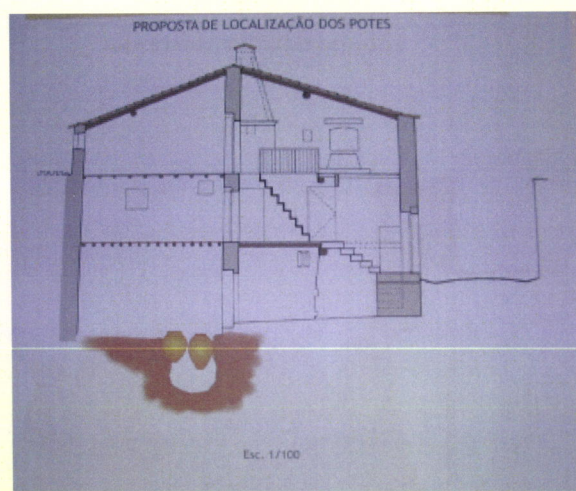 PROPOSTA DE LOCALIZAÇÃO DOS POTES
Esc. 1/100